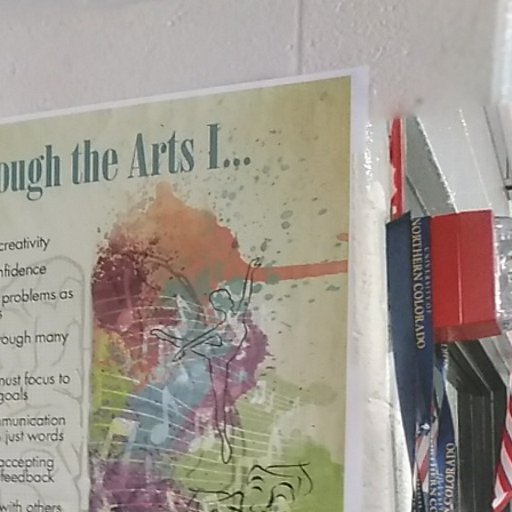 ough the Arts I...
creativity
nfidence
problems as
s
rough many
must focus to
goals
mmunication
just words
accepting
feedback
with others
UNIVERSITY OF
NORTHERN COLORADO
COLORADO